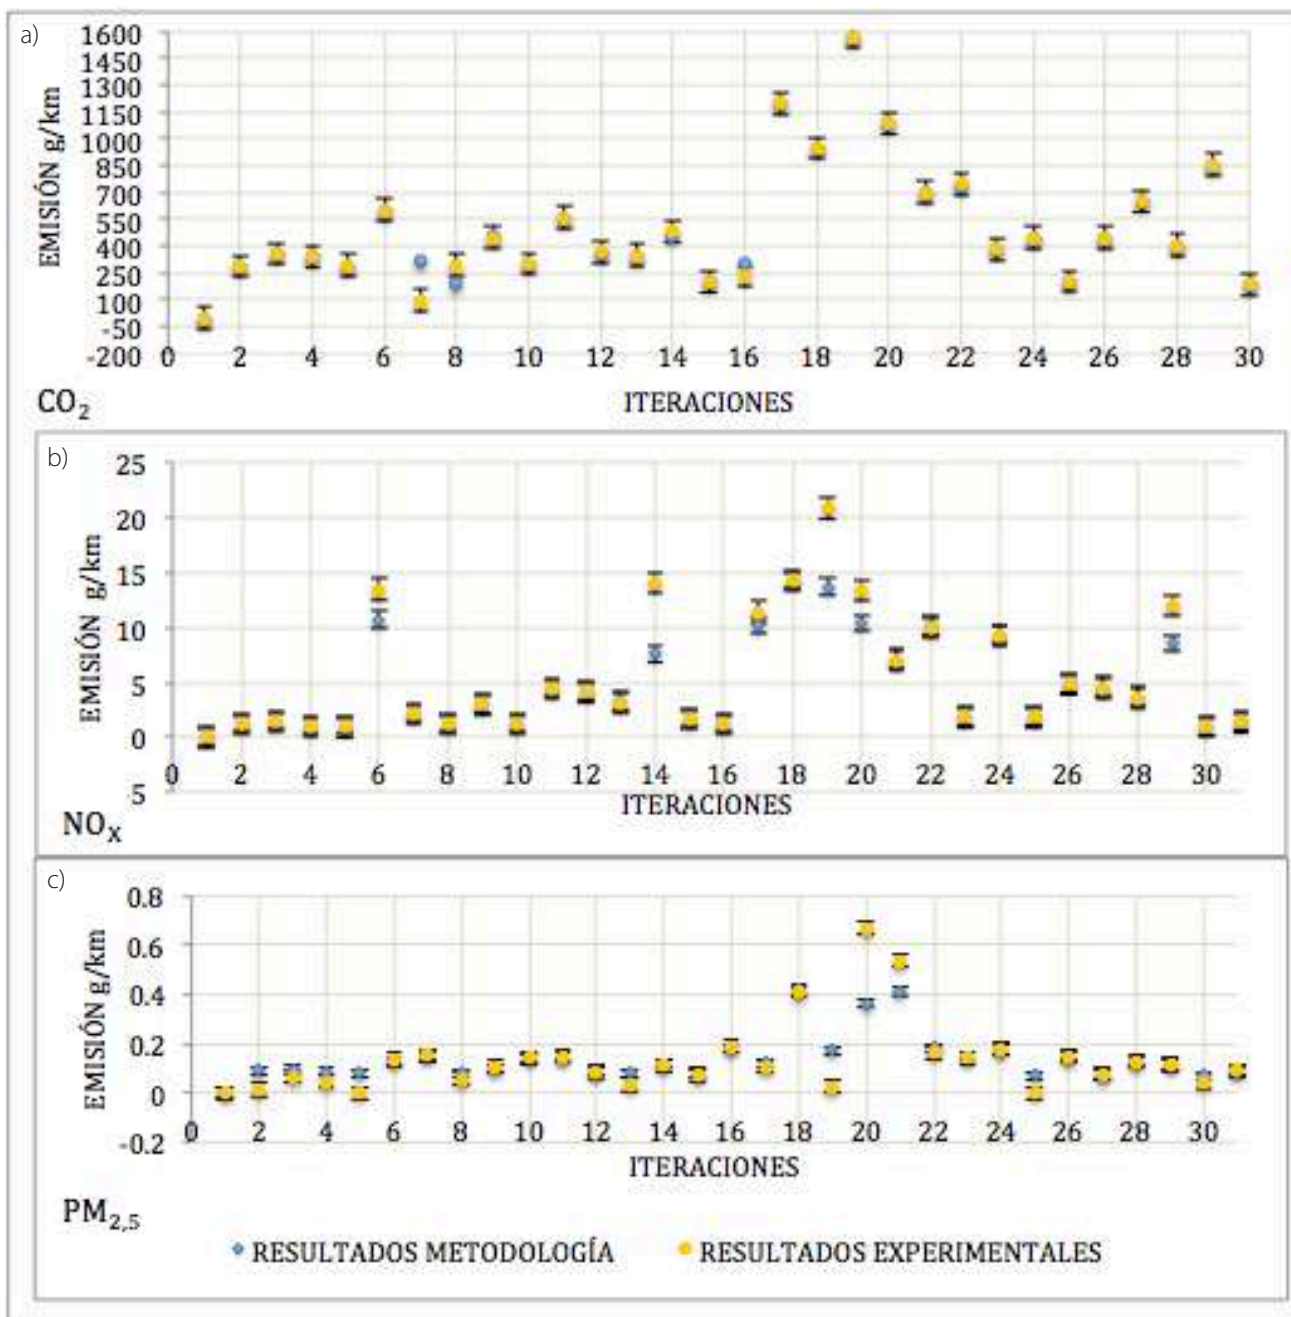 a)
EMISIÓN g/km
1600
1450
1300
1150
1000
850
700
550
400
250
100
-50
-200
0 2 4 6 8 10 12 14 16 18 20 22 24 26 28 30
ITERACIONES
CO2
b)
EMISIÓN g/km
25
20
15
10
5
0
5
0 2 4 6 8 10 12 14 16 18 20 22 24 26 28 30
ITERACIONES
NOX
c)
EMISIÓN g/km
0.8
0.6
0.4
0.2
0
-0.2
0 2 4 6 8 10 12 14 16 18 20 22 24 26 28 30
ITERACIONES
PM2,5
RESULTADOS METODOLOGÍA RESULTADOS EXPERIMENTALES